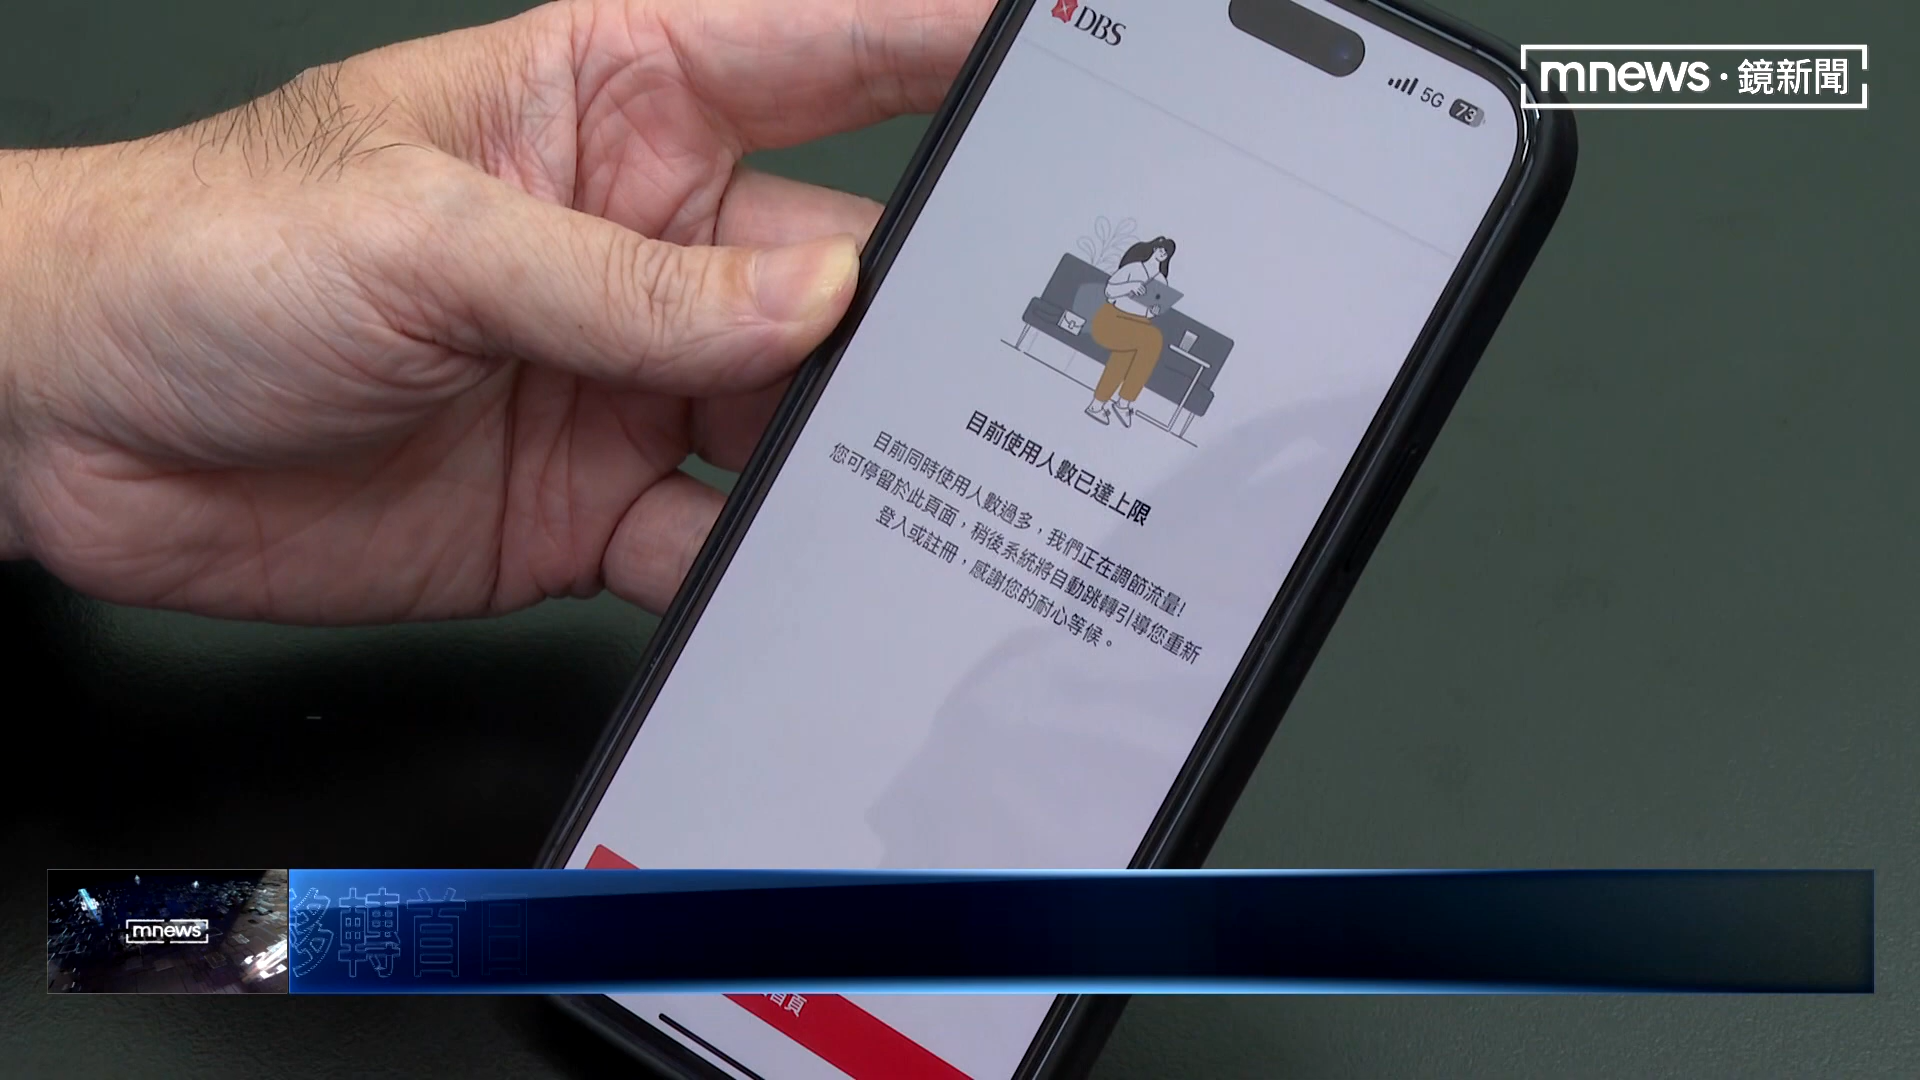 DBS
5G 73
mnews·鏡新聞
目前使用人數已達上限
目前同時使用人數過多，我們正在調節流量!
您可停留於此頁面，稍後系統將自動跳轉引導您重新
登入或註冊，感謝您的耐心等候。
mnews
移轉首日
首頁